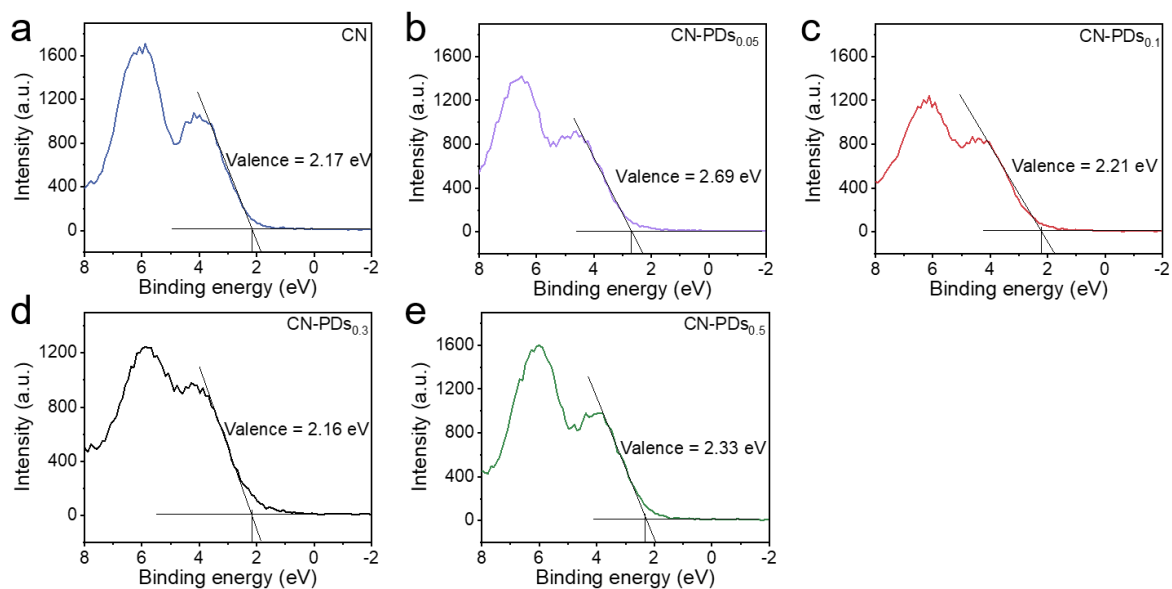 a
CN
1600
1200
800
400
0
Intensity (a.u.)
Valence = 2.17 eV
8 6 4 2 0 -2
Binding energy (eV)
b
CN-PDs0.05
1600
1200
800
400
0
Intensity (a.u.)
Valence = 2.69 eV
8 6 4 2 0 -2
Binding energy (eV)
c
CN-PDs0.1
1600
1200
800
400
0
Intensity (a.u.)
Valence = 2.21 eV
8 6 4 2 0 -2
Binding energy (eV)
d
CN-PDs0.3
1200
800
400
0
Intensity (a.u.)
Valence = 2.16 eV
8 6 4 2 0 -2
Binding energy (eV)
e
CN-PDs0.5
1600
1200
800
400
0
Intensity (a.u.)
Valence = 2.33 eV
8 6 4 2 0 -2
Binding energy (eV)